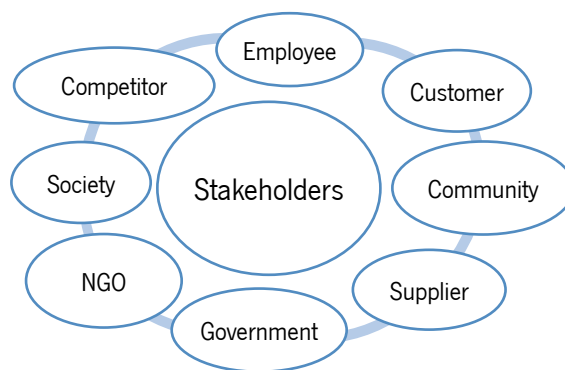 Employee
Competitor
Customer
Society
Stakeholders
Community
NGO
Supplier
Government